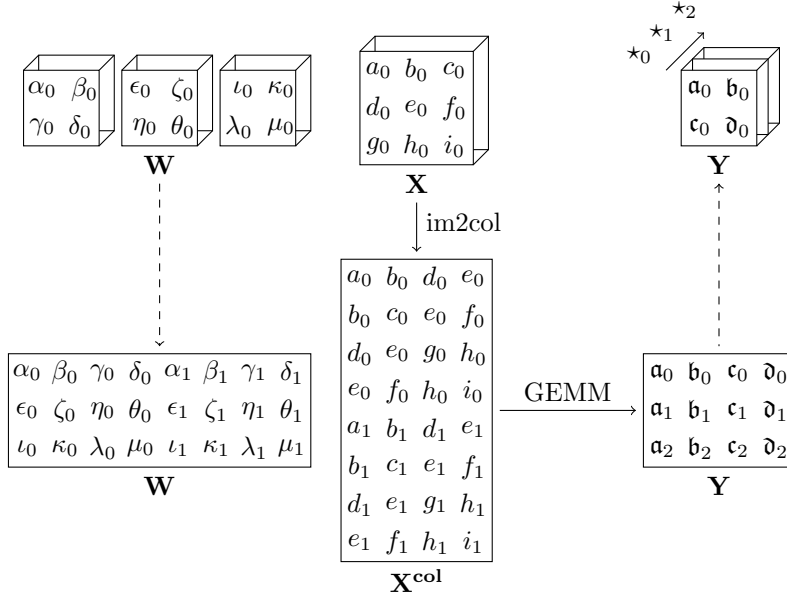 ⋆₀ ⋆₁ ⋆₂
α₀ β₀
γ₀ δ₀
ϵ₀ ζ₀
η₀ θ₀
ι₀ κ₀
λ₀ μ₀
W
a₀ b₀ c₀
d₀ e₀ f₀
g₀ h₀ i₀
X
𝔞₀ 𝔟₀
𝔠₀ 𝔡₀
Y
im2col
α₀ β₀ γ₀ δ₀ α₁ β₁ γ₁ δ₁
ϵ₀ ζ₀ η₀ θ₀ ϵ₁ ζ₁ η₁ θ₁
ι₀ κ₀ λ₀ μ₀ ι₁ κ₁ λ₁ μ₁
W
a₀ b₀ d₀ e₀
b₀ c₀ e₀ f₀
d₀ e₀ g₀ h₀
e₀ f₀ h₀ i₀
a₁ b₁ d₁ e₁
b₁ c₁ e₁ f₁
d₁ e₁ g₁ h₁
e₁ f₁ h₁ i₁
X^col
GEMM
𝔞₀ 𝔟₀ 𝔠₀ 𝔡₀
𝔞₁ 𝔟₁ 𝔠₁ 𝔡₁
𝔞₂ 𝔟₂ 𝔠₂ 𝔡₂
Y